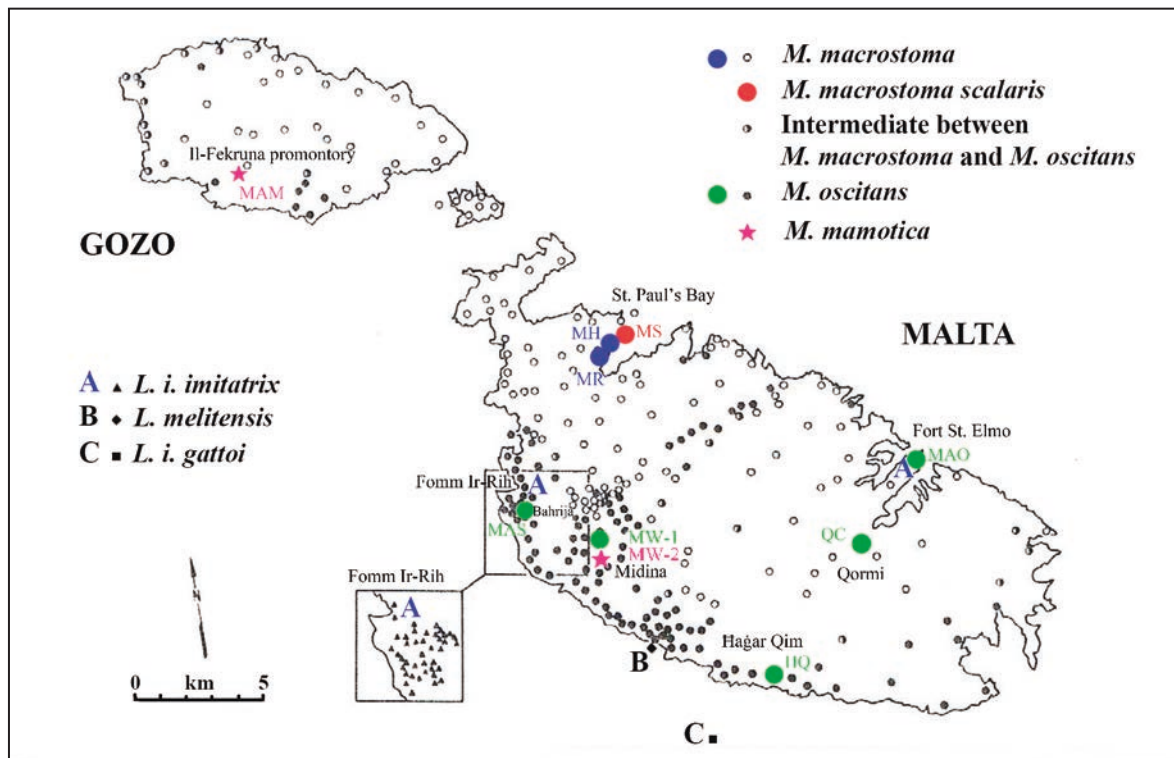 M. macrostoma
M. macrostoma scalaris
Intermediate between
M. macrostoma and M. oscitans
M. oscitans
M. mamotica
Il-Fekruna promontory
MAM
GOZO
St. Paul's Bay
MH
MS
MR
MALTA
A L. i. imitatrix
B L. melitensis
C L. i. gattoi
Fort St. Elmo
MAO
A
Fomm Ir-Rih
A
Bahrija
MAS
MW-1
MW-2
Midina
QC
Qormi
Fomm Ir-Rih
A
Haġar Qim
HQ
B
N
0 5
km
C